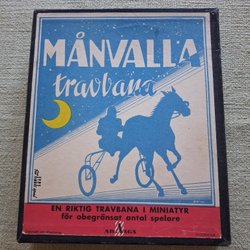 MÅNVALLA
travbana
EN RIKTIG TRAVBANA I MINIATYR
för obegränsat antal spelare